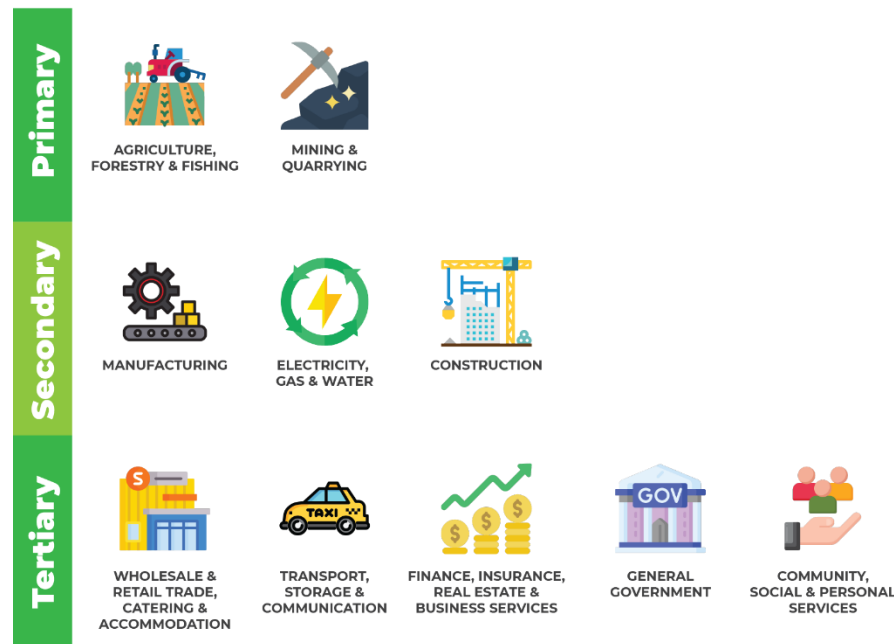 Primary
AGRICULTURE,
FORESTRY & FISHING
MINING &
QUARRYING
Secondary
MANUFACTURING
ELECTRICITY,
GAS & WATER
CONSTRUCTION
Tertiary
S
WHOLESALE &
RETAIL TRADE,
CATERING &
ACCOMMODATION
TAXI
TRANSPORT,
STORAGE &
COMMUNICATION
$ $ $
FINANCE, INSURANCE,
REAL ESTATE &
BUSINESS SERVICES
GOV
GENERAL
GOVERNMENT
COMMUNITY,
SOCIAL & PERSONAL
SERVICES